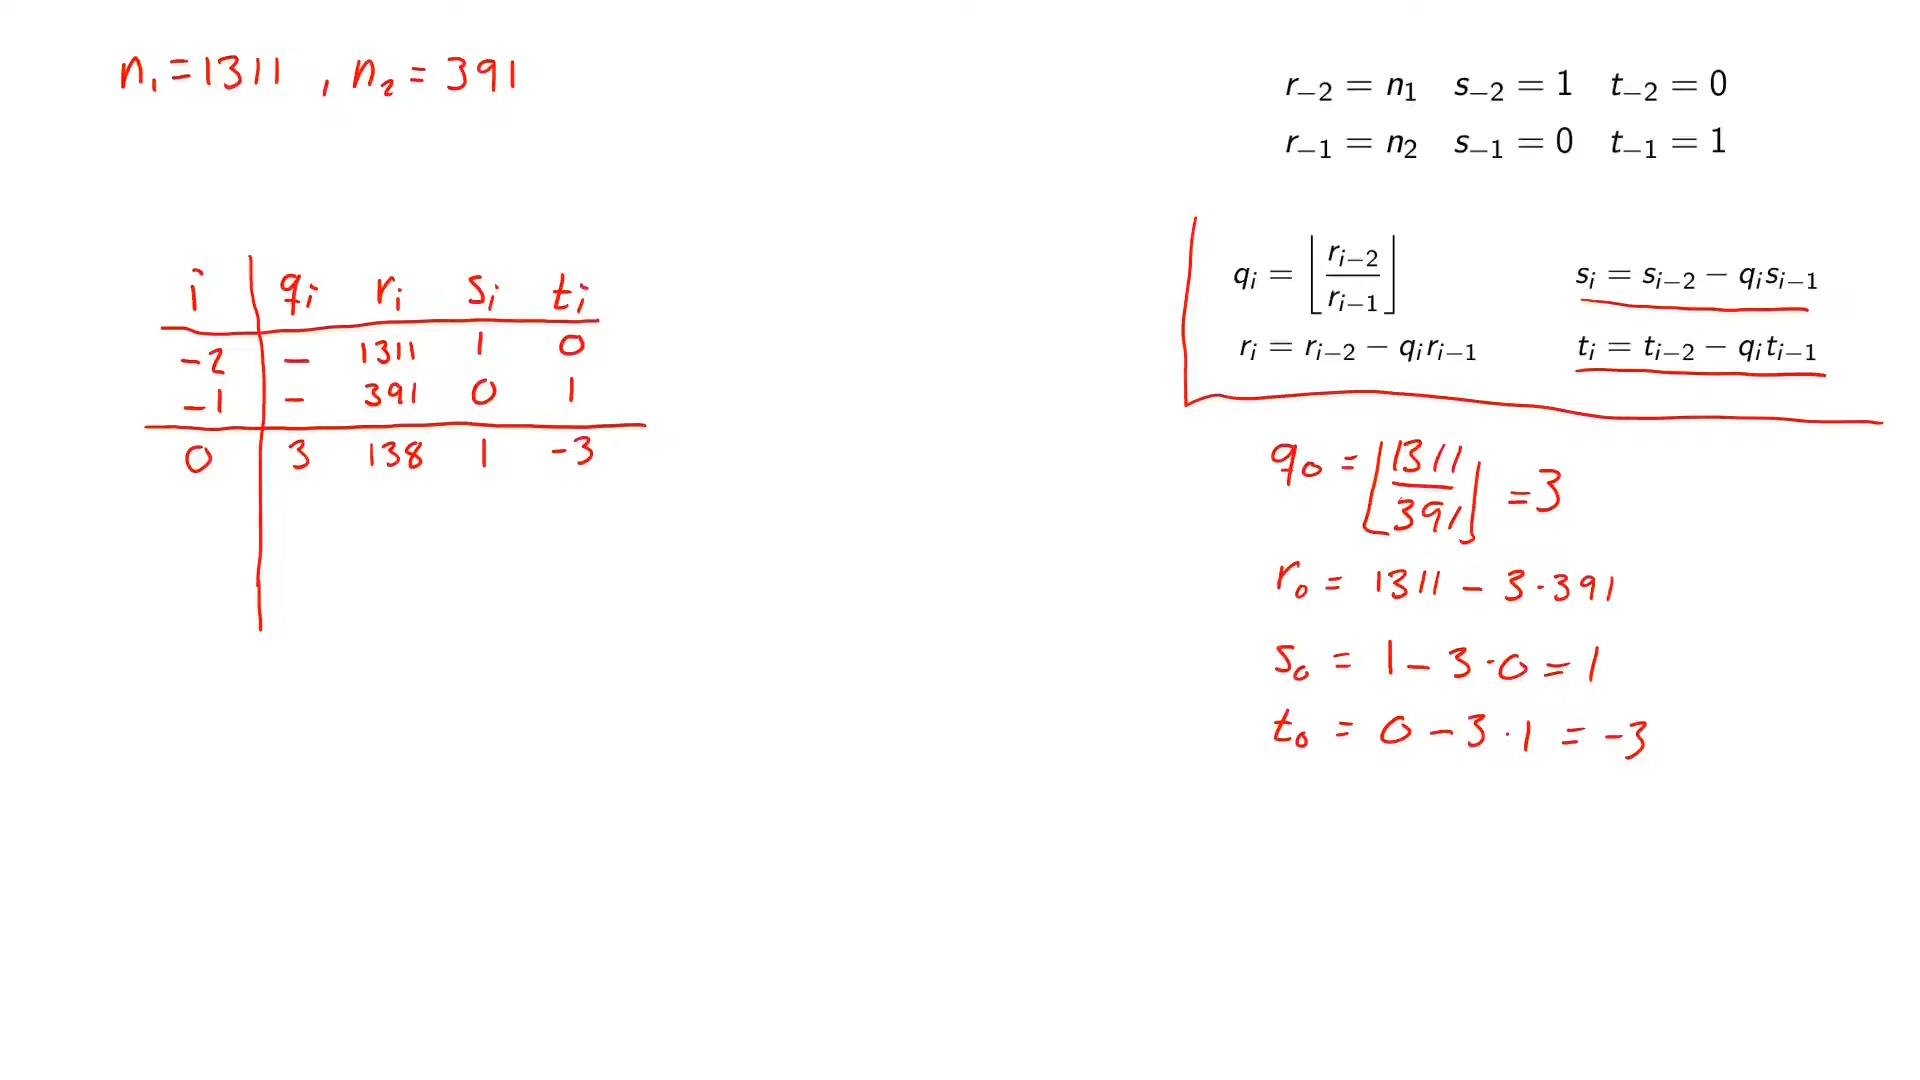 n₁ = 1311 , n₂ = 391
r₋₂ = n₁ s₋₂ = 1 t₋₂ = 0
r₋₁ = n₂ s₋₁ = 0 t₋₁ = 1
qᵢ = ⌊rᵢ₋₂ / rᵢ₋₁⌋ sᵢ = sᵢ₋₂ − qᵢsᵢ₋₁
rᵢ = rᵢ₋₂ − qᵢrᵢ₋₁ tᵢ = tᵢ₋₂ − qᵢtᵢ₋₁
i qᵢ rᵢ sᵢ tᵢ
-2 - 1311 1 0
-1 - 391 0 1
0 3 138 1 -3
q₀ = ⌊1311 / 391⌋ = 3
r₀ = 1311 - 3·391
s₀ = 1 - 3·0 = 1
t₀ = 0 - 3·1 = -3